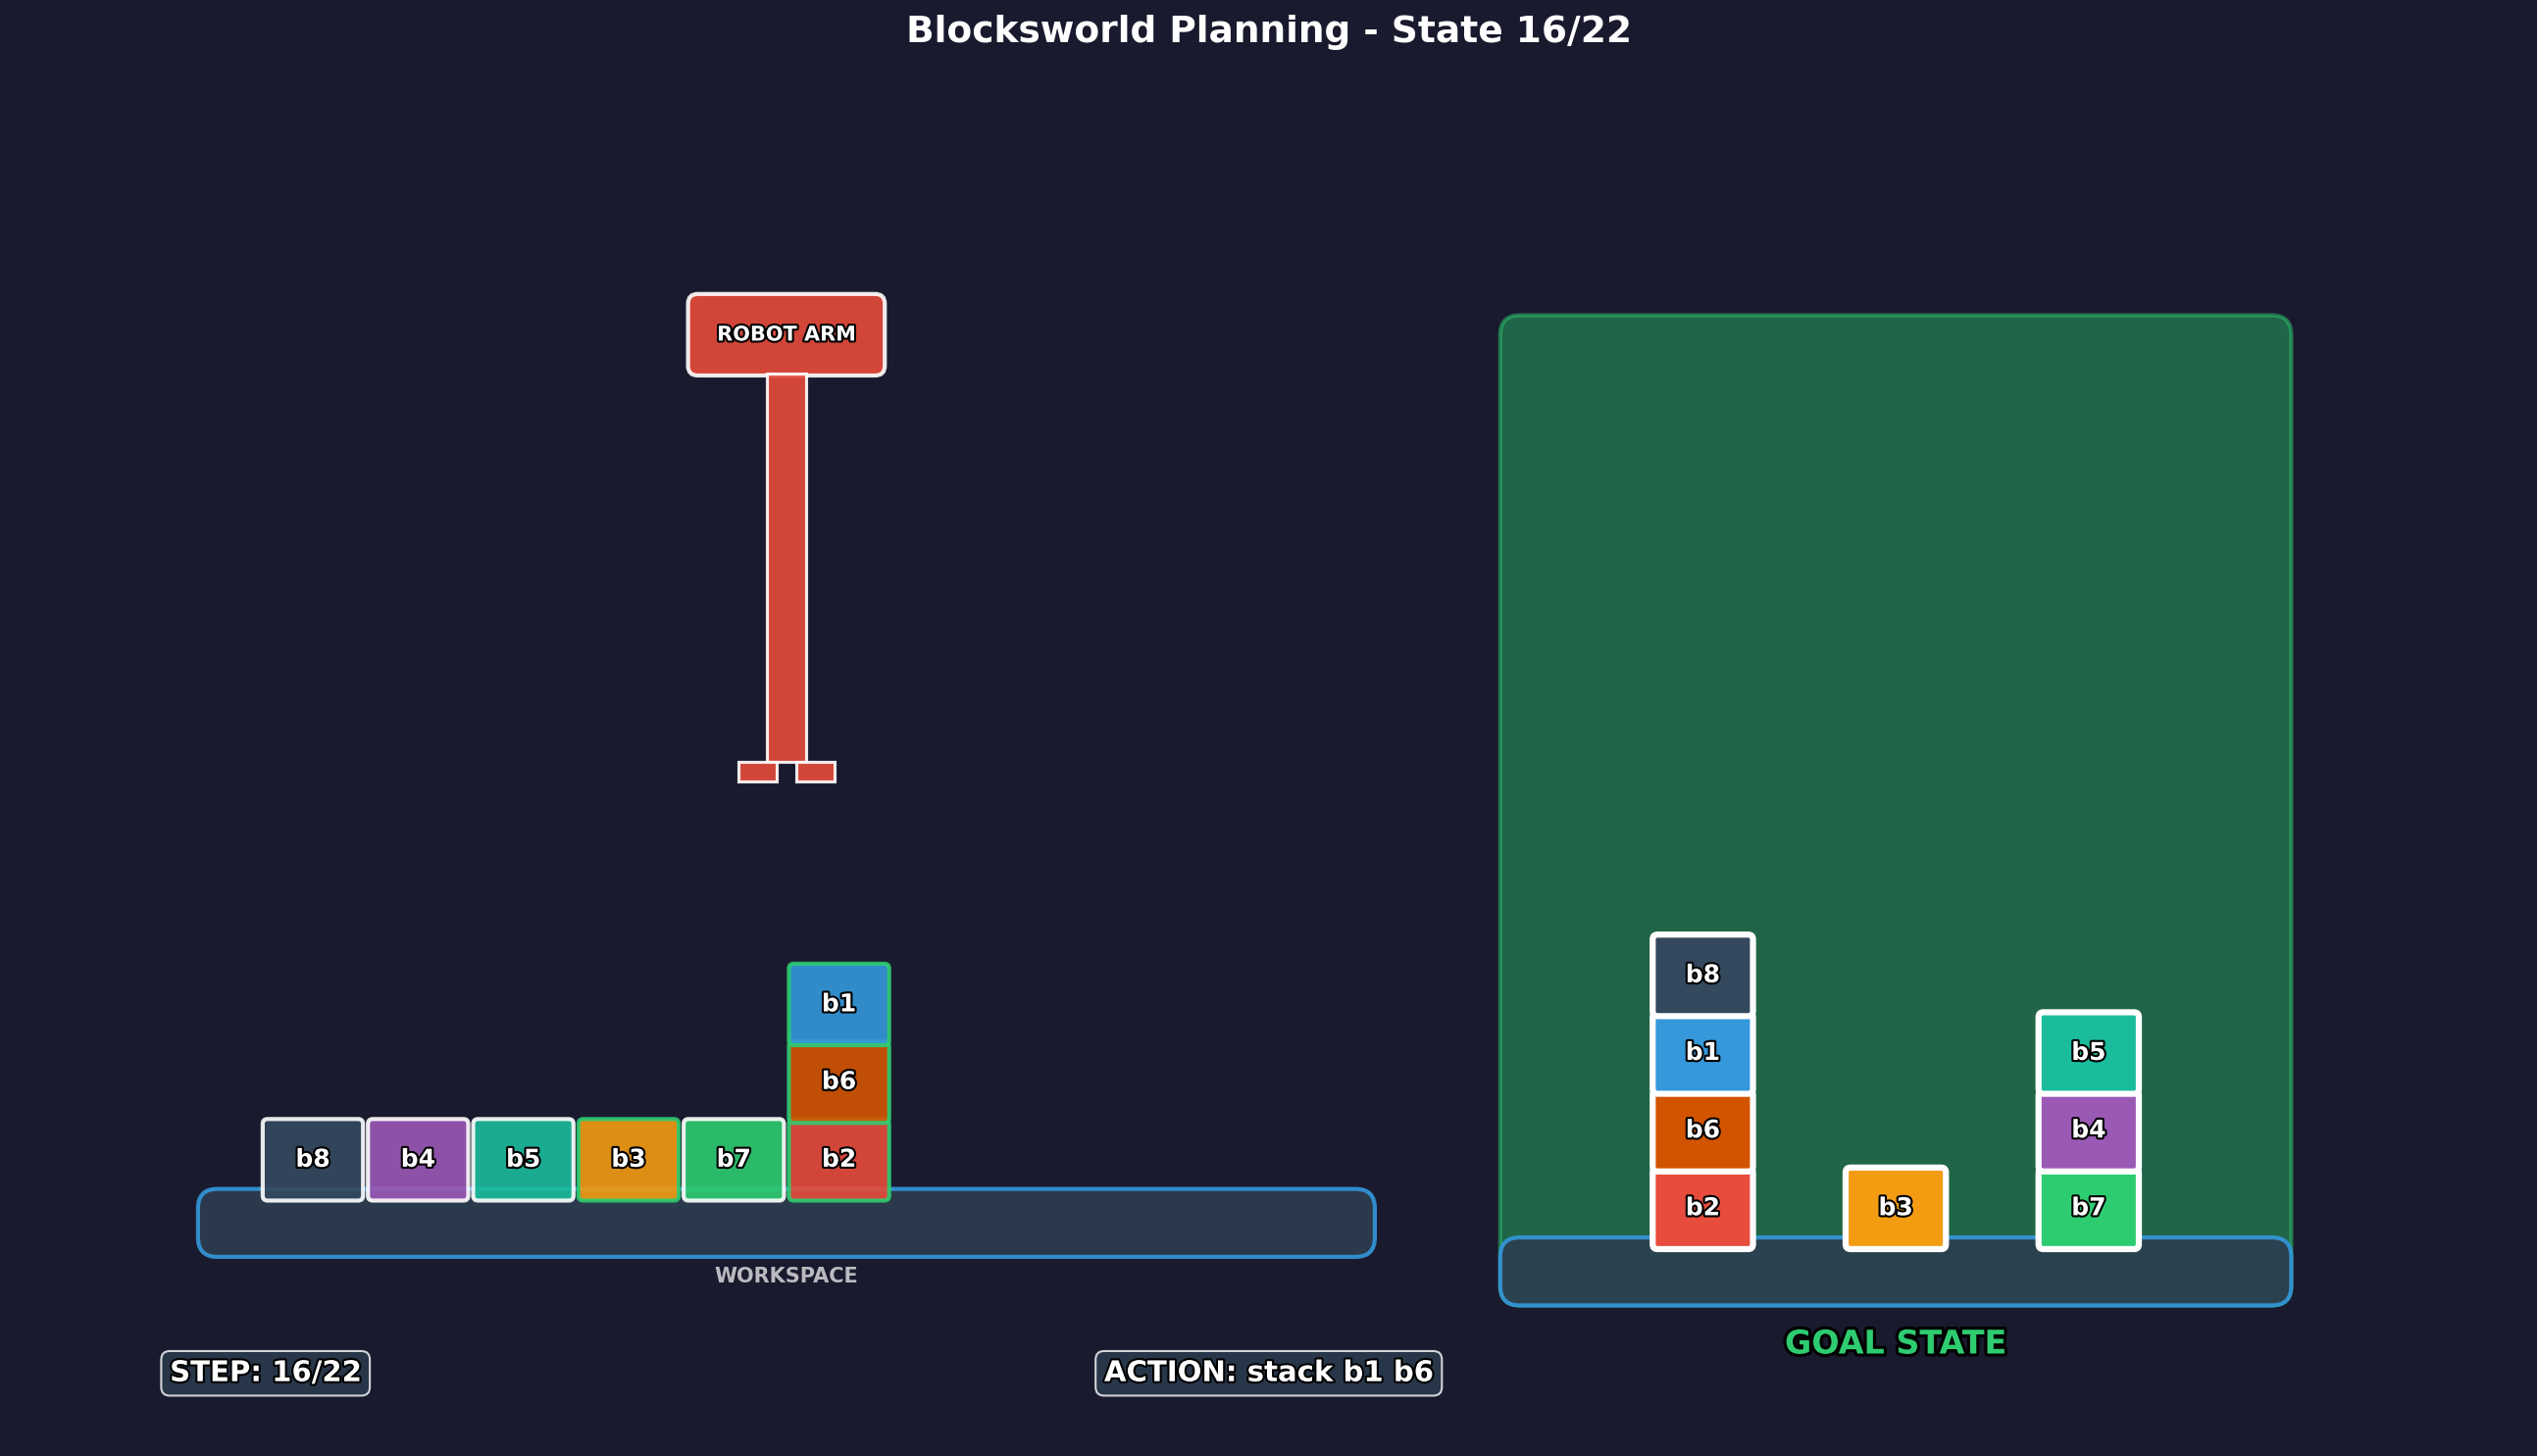 Blocksworld Planning - State 16/22
ROBOT ARM
b1
b6
b8 b4 b5 b3 b7 b2
WORKSPACE
b8
b1 b5
b6 b4
b2 b3 b7
GOAL STATE
STEP: 16/22
ACTION: stack b1 b6